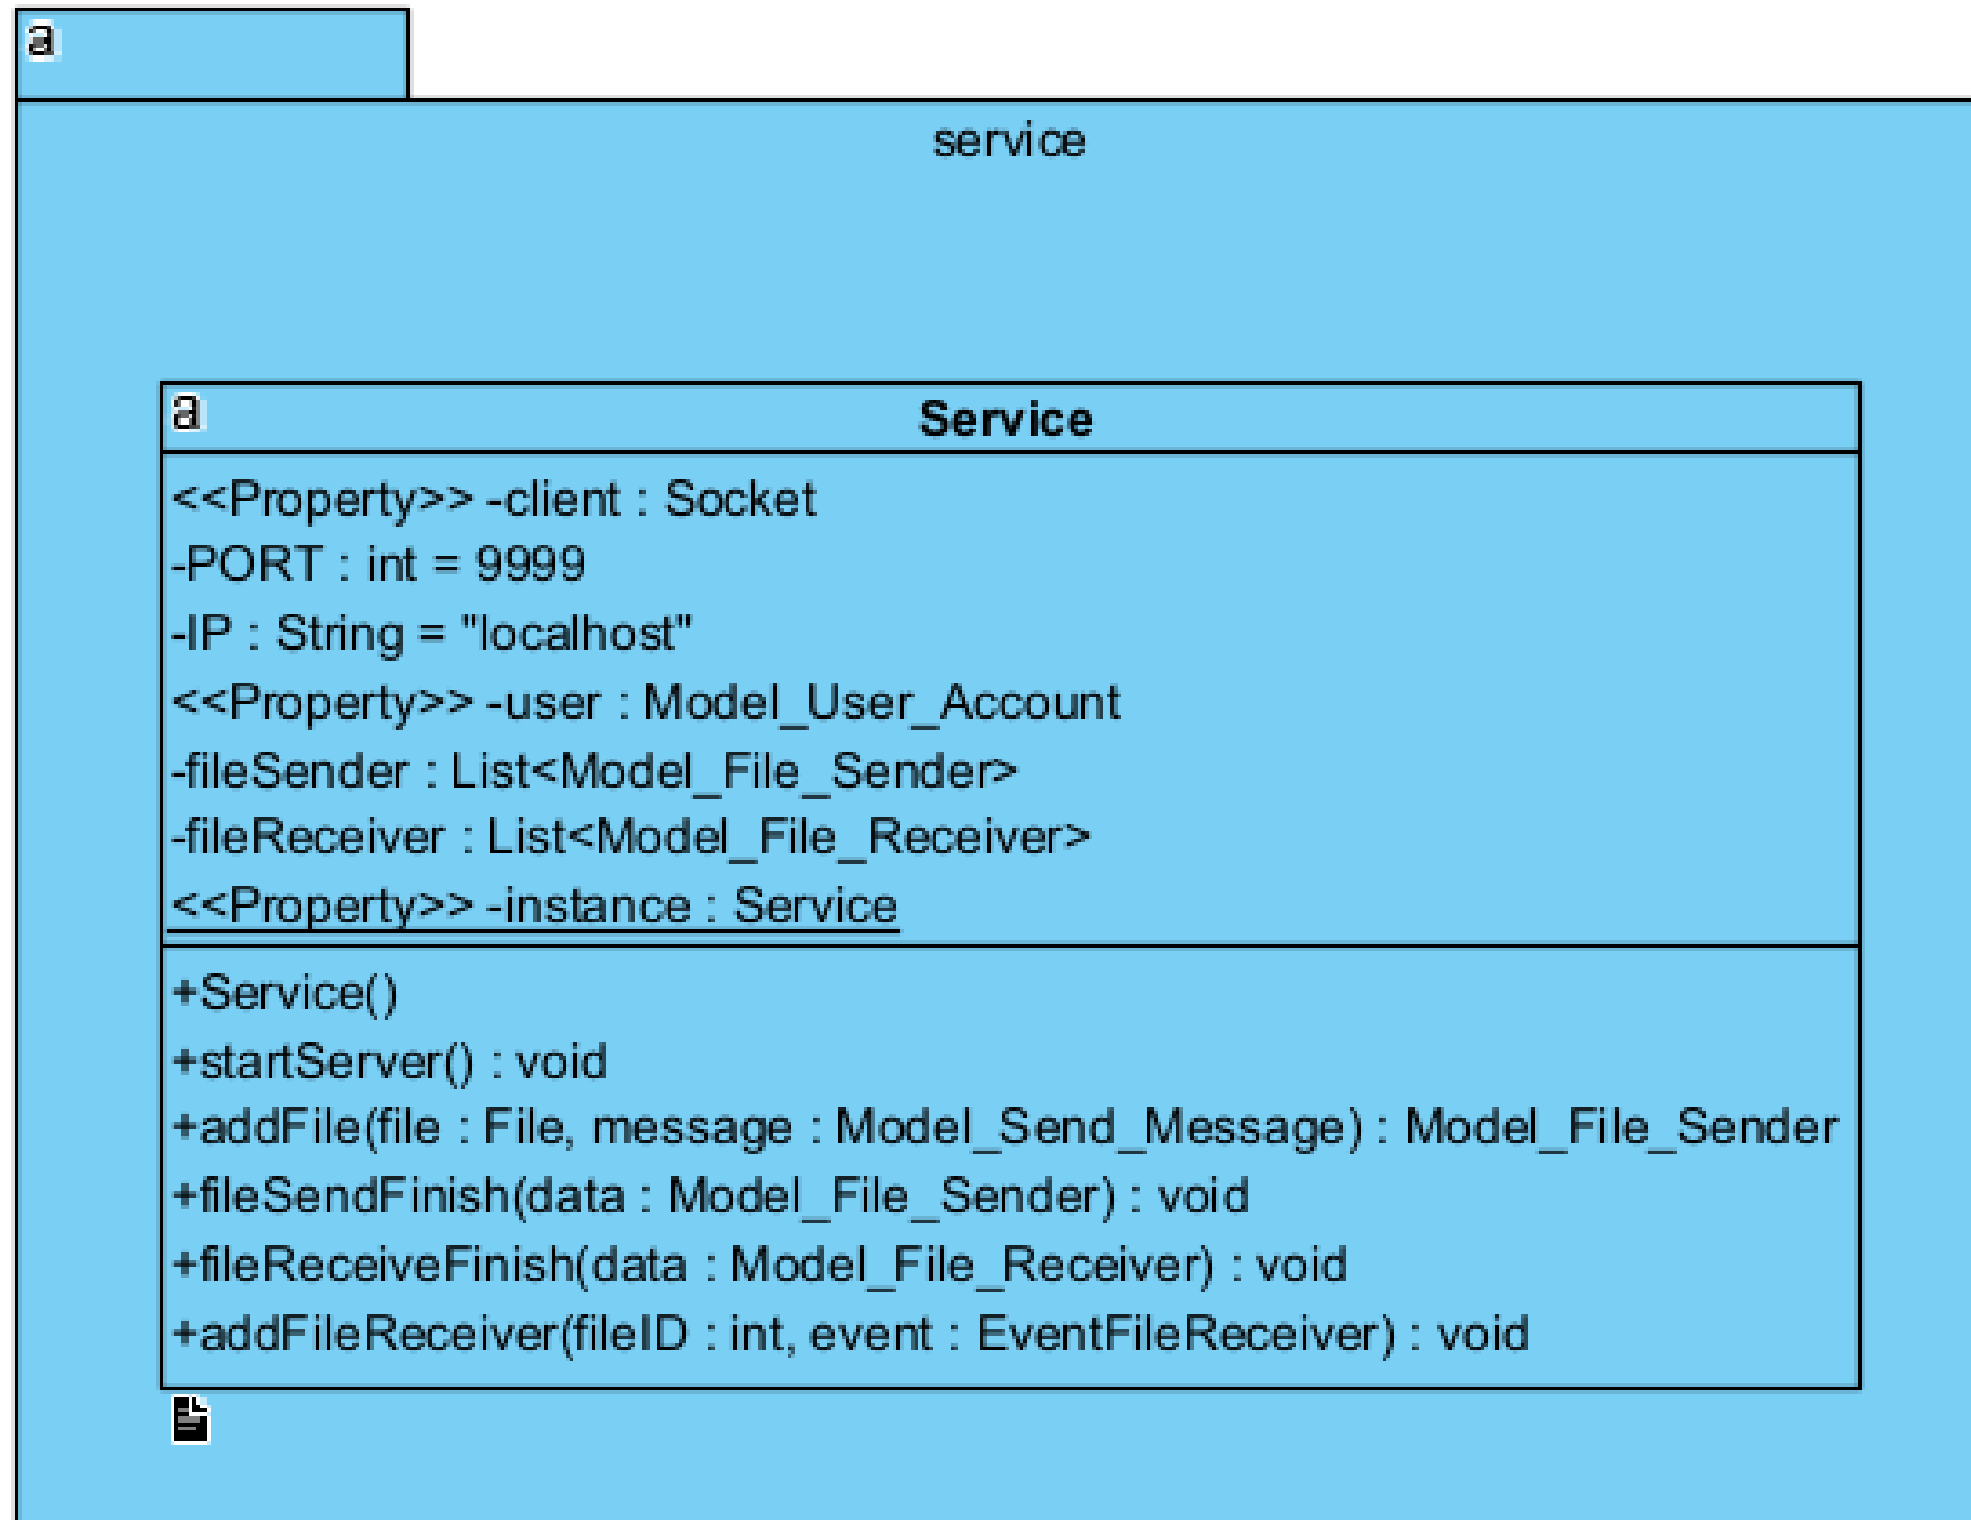 a
service
a
Service
<<Property>> -client : Socket
-PORT : int = 9999
-IP : String = "localhost"
<<Property>> -user : Model_User_Account
-fileSender : List<Model_File_Sender>
-fileReceiver : List<Model_File_Receiver>
<<Property>> -instance : Service
+Service()
+startServer() : void
+addFile(file : File, message : Model_Send_Message) : Model_File_Sender
+fileSendFinish(data : Model_File_Sender) : void
+fileReceiveFinish(data : Model_File_Receiver) : void
+addFileReceiver(fileID : int, event : EventFileReceiver) : void